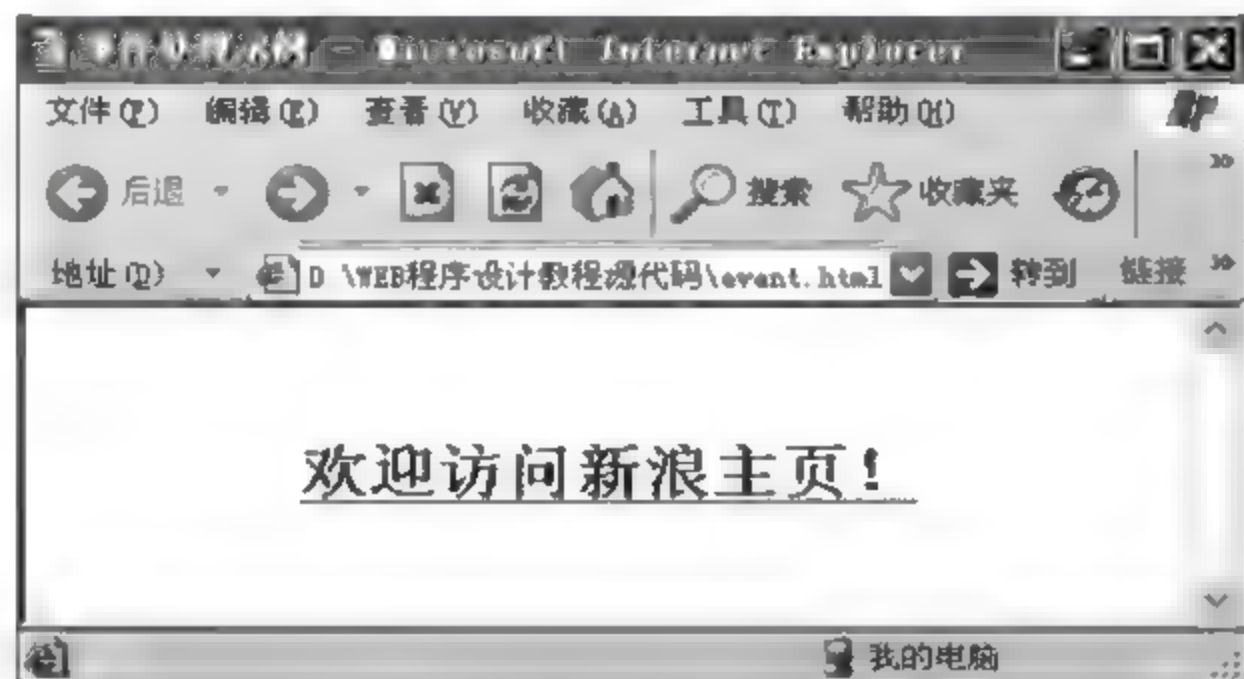 Microsoft Internet Explorer
文件(F) 编辑(E) 查看(V) 收藏(A) 工具(T) 帮助(H)
后退 搜索 收藏夹
地址(D) D \WEB程序设计教程源代码\event.html 转到 链接
欢迎访问新浪主页!
我的电脑